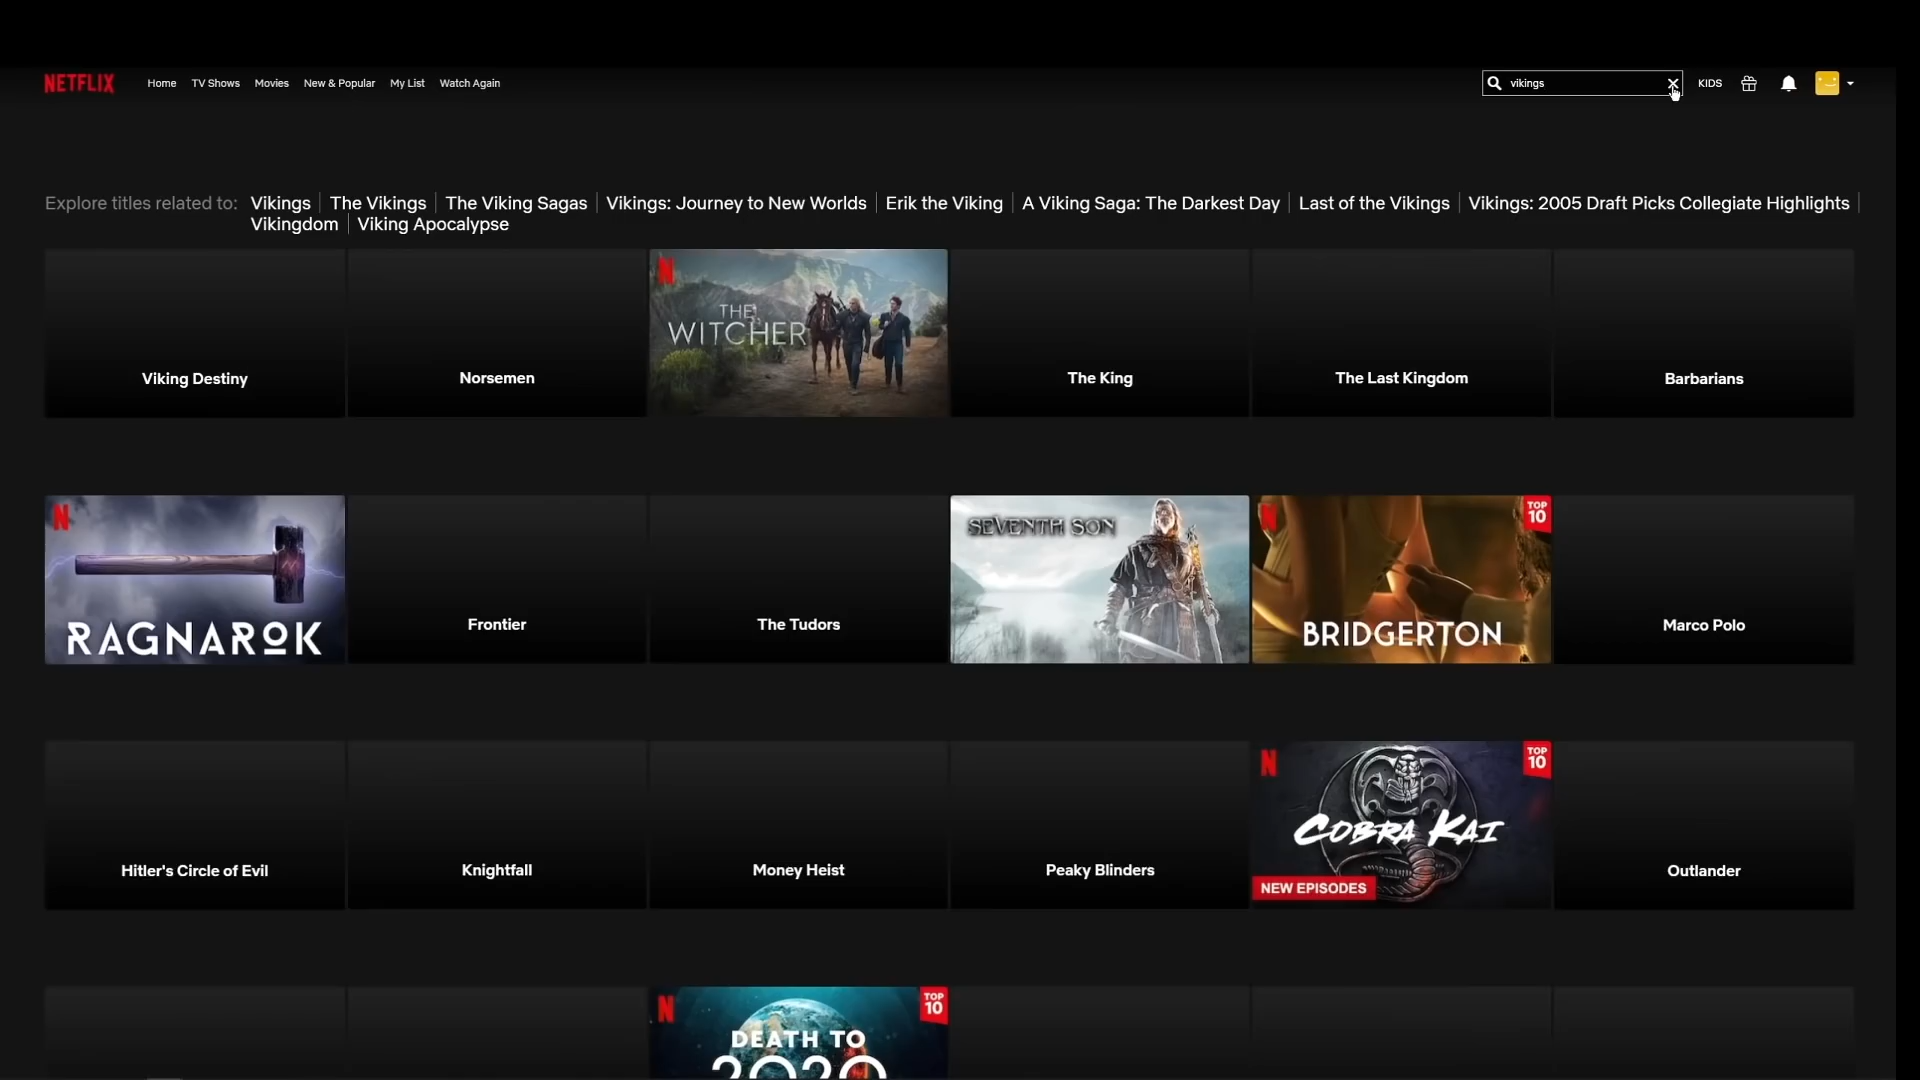 NETFLIX Home TV Shows Movies New & Popular My List Watch Again vikings KIDS
Explore titles related to: Vikings The Vikings The Viking Sagas Vikings: Journey to New Worlds Erik the Viking A Viking Saga: The Darkest Day Last of the Vikings Vikings: 2005 Draft Picks Collegiate Highlights
Vikingdom Viking Apocalypse
N
THE
WITCHER
Viking Destiny Norsemen The King The Last Kingdom Barbarians
N SEVENTH SON N TOP
10
RAGNAROK Frontier The Tudors BRIDGERTON Marco Polo
N TOP
10
COBRA KAI
Hitler's Circle of Evil Knightfall Money Heist Peaky Blinders Outlander
NEW EPISODES
N TOP
10
DEATH TO
2020